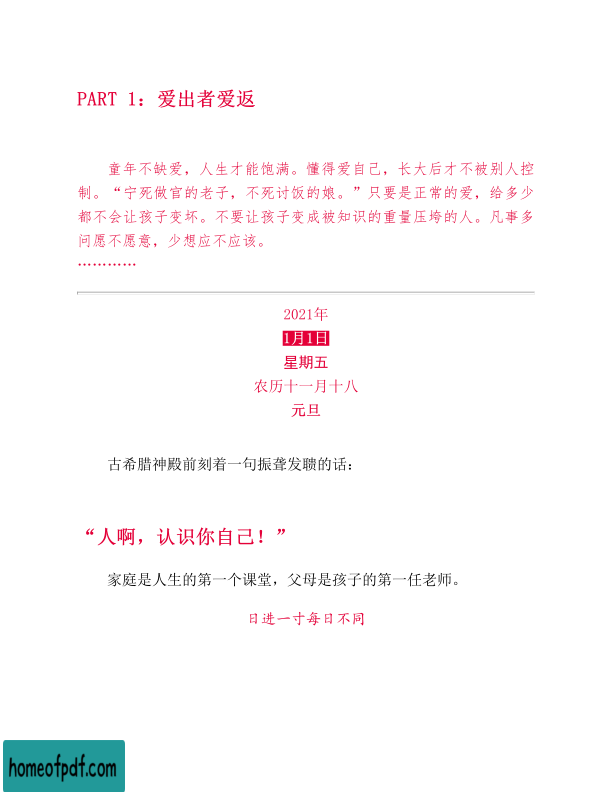 PART 1：爱出者爱返
童年不缺爱，人生才能饱满。懂得爱自己，长大后才不被别人控
制。“宁死做官的老子，不死讨饭的娘。”只要是正常的爱，给多少
都不会让孩子变坏。不要让孩子变成被知识的重量压垮的人。凡事多
问愿不愿意，少想应不应该。
…………
2021年
1月1日
星期五
农历十一月十八
元旦
古希腊神殿前刻着一句振聋发聩的话：
“人啊，认识你自己！”
家庭是人生的第一个课堂，父母是孩子的第一任老师。
日进一寸每日不同
homeofpdf.com